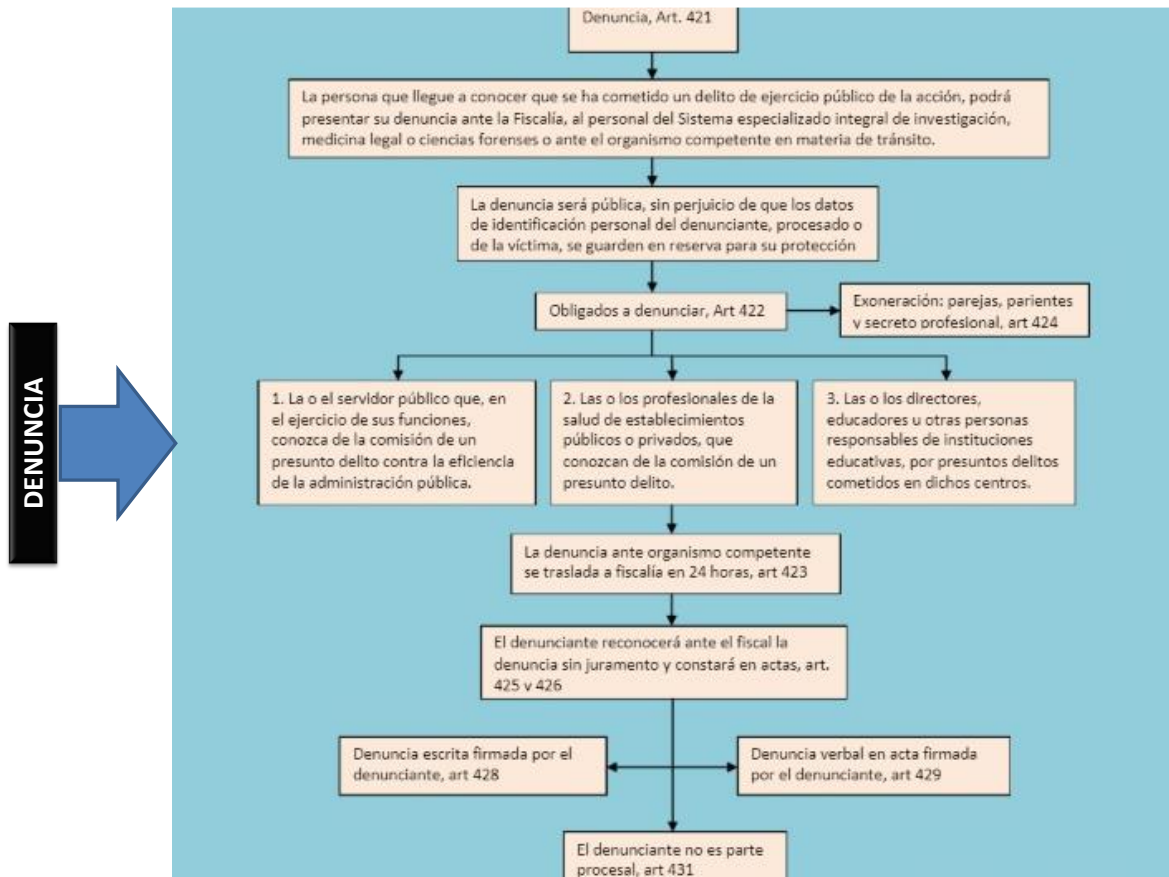 DENUNCIA
Denuncia, Art. 421
La persona que llegue a conocer que se ha cometido un delito de ejercicio público de la acción, podrá
presentar su denuncia ante la Fiscalía, al personal del Sistema especializado integral de investigación,
medicina legal o ciencias forenses o ante el organismo competente en materia de tránsito.
La denuncia será pública, sin perjuicio de que los datos
de identificación personal del denunciante, procesado o
de la víctima, se guarden en reserva para su protección
Obligados a denunciar, Art 422
Exoneración: parejas, parientes
y secreto profesional, art 424
1. La o el servidor público que, en
el ejercicio de sus funciones,
conozca de la comisión de un
presunto delito contra la eficiencia
de la administración pública.
2. Las o los profesionales de la
salud de establecimientos
públicos o privados, que
conozcan de la comisión de un
presunto delito.
3. Las o los directores,
educadores u otras personas
responsables de instituciones
educativas, por presuntos delitos
cometidos en dichos centros.
La denuncia ante organismo competente
se traslada a fiscalía en 24 horas, art 423
El denunciante reconocerá ante el fiscal la
denuncia sin juramento y constará en actas, art.
425 y 426
Denuncia escrita firmada por el
denunciante, art 428
Denuncia verbal en acta firmada
por el denunciante, art 429
El denunciante no es parte
procesal, art 431